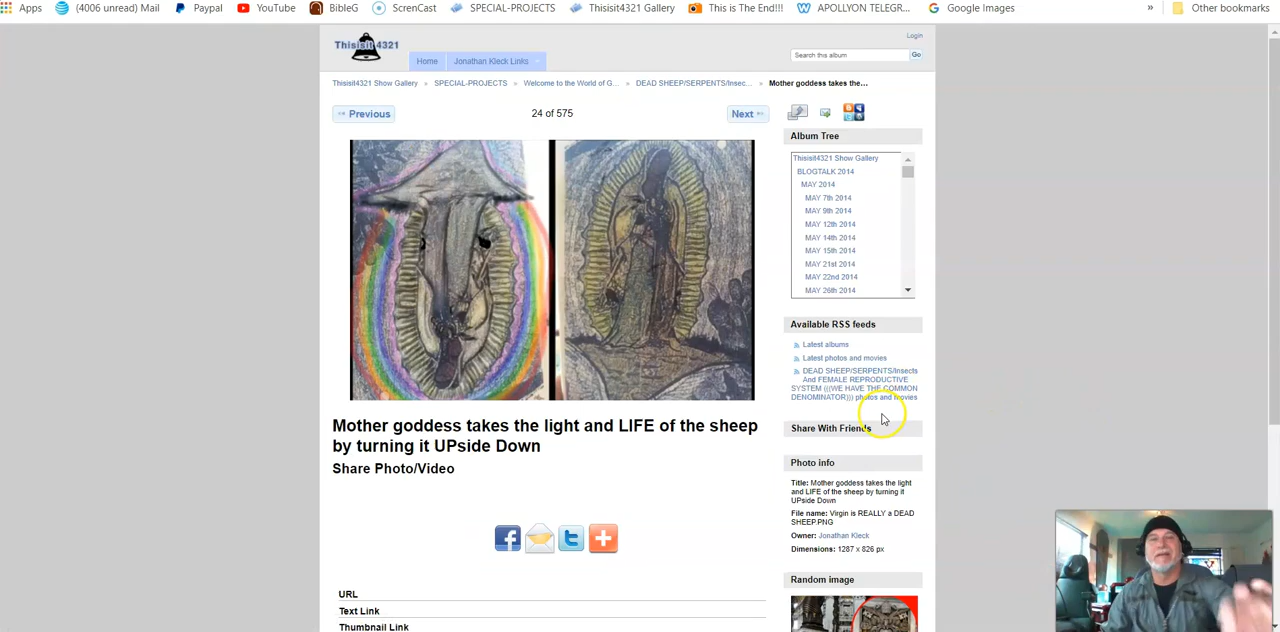 Apps
(4006 unread) Mail
Paypal
YouTube
BibleG
ScrenCast
SPECIAL-PROJECTS
Thisisit4321 Gallery
This is The End!!!
APOLLYON TELEGR...
Google Images
»
Other bookmarks
Thisisit 4321
Login
Home
Jonathan Kleck Links
Search this album
Go
Thisisit4321 Show Gallery » SPECIAL-PROJECTS » Welcome to the World of G... » DEAD SHEEP/SERPENTS/Insec... » Mother goddess takes the...
Previous
24 of 575
Next
Album Tree
Thisisit4321 Show Gallery
BLOGTALK 2014
MAY 2014
MAY 7th 2014
MAY 9th 2014
MAY 12th 2014
MAY 14th 2014
MAY 15th 2014
MAY 21st 2014
MAY 22nd 2014
MAY 26th 2014
Available RSS feeds
Latest albums
Latest photos and movies
DEAD SHEEP/SERPENTS/Insects
And FEMALE REPRODUCTIVE
SYSTEM (((WE HAVE THE COMMON
DENOMINATOR))) photos and movies
Mother goddess takes the light and LIFE of the sheep
by turning it UPside Down
Share Photo/Video
Share With Friends
Photo info
Title: Mother goddess takes the light
and LIFE of the sheep by turning it
UPside Down
File name: Virgin is REALLY a DEAD
SHEEP.PNG
Owner: Jonathan Kleck
Dimensions: 1287 x 826 px
Random image
URL
Text Link
Thumbnail Link